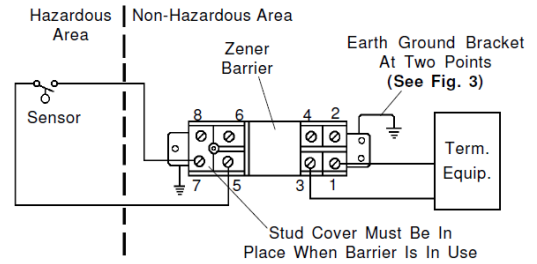 Hazardous Area
Non-Hazardous Area
Zener
Barrier
Earth Ground Bracket
At Two Points
(See Fig. 3)
Sensor
8 6 4 2
7 5 3 1
Term.
Equip.
Stud Cover Must Be In
Place When Barrier Is In Use